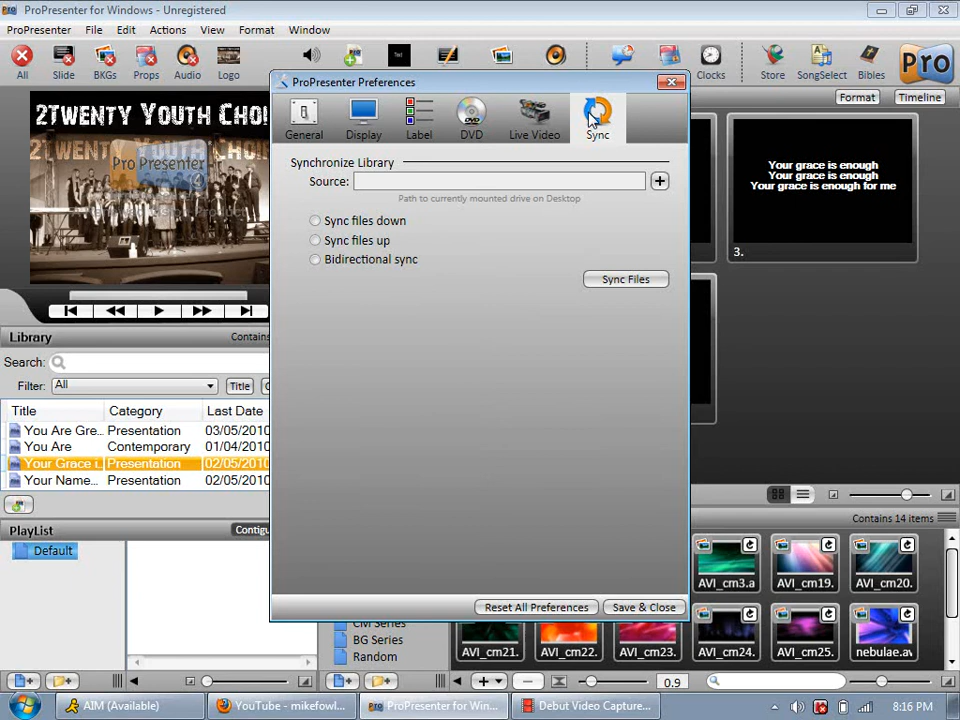 ProPresenter for Windows - Unregistered
ProPresenter File Edit Actions View Format Window
All Slide BKGs Props Audio Logo Text Clocks Store SongSelect Bibles Pro
ProPresenter Preferences
General Display Label DVD Live Video Sync
Format Timeline
2Twenty Youth Choi
Pro Presenter
Synchronize Library
Source:
Path to currently mounted drive on Desktop
Sync files down
Sync files up
Bidirectional sync
Sync Files
Your grace is enough
Your grace is enough
Your grace is enough for me
3.
Library Contain
Search:
Filter: All Title
Title Category Last Date
You Are Gre... Presentation 03/05/2010
You Are Contemporary 01/04/2010
Your Grace i Presentation 02/05/2010
Your Name... Presentation 02/05/2010
PlayList Configu
Default
Reset All Preferences Save & Close
Contains 14 items
AVI_cm3.a AVI_cm19. AVI_cm20.
BG Series
Random
AVI_cm21. AVI_cm22. AVI_cm23. AVI_cm24. AVI_cm25. nebulae.av
0.9
AIM (Available) YouTube - mikefowl... ProPresenter for Win... Debut Video Capture... 8:16 PM